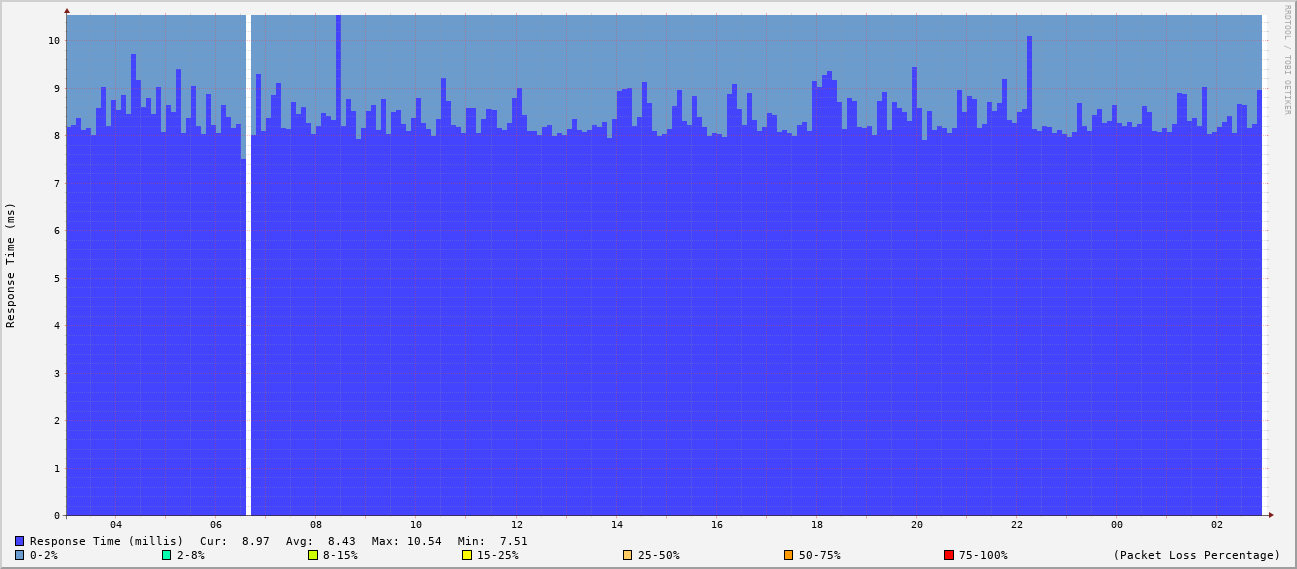 RRDTOOL / TOBI OETIKER
Response Time (ms)
10
9
8
7
6
5
4
3
2
1
0
04 06 08 10 12 14 16 18 20 22 00 02
Response Time (millis) Cur: 8.97 Avg: 8.43 Max: 10.54 Min: 7.51
0-2% 2-8% 8-15% 15-25% 25-50% 50-75% 75-100% (Packet Loss Percentage)